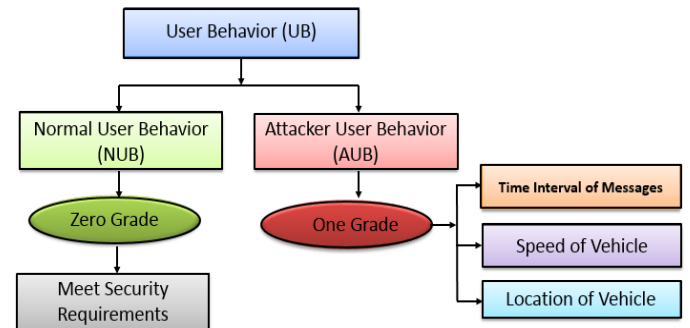 User Behavior (UB)
Normal User Behavior
(NUB)
Attacker User Behavior
(AUB)
Zero Grade
One Grade
Time Interval of Messages
Speed of Vehicle
Location of Vehicle
Meet Security
Requirements